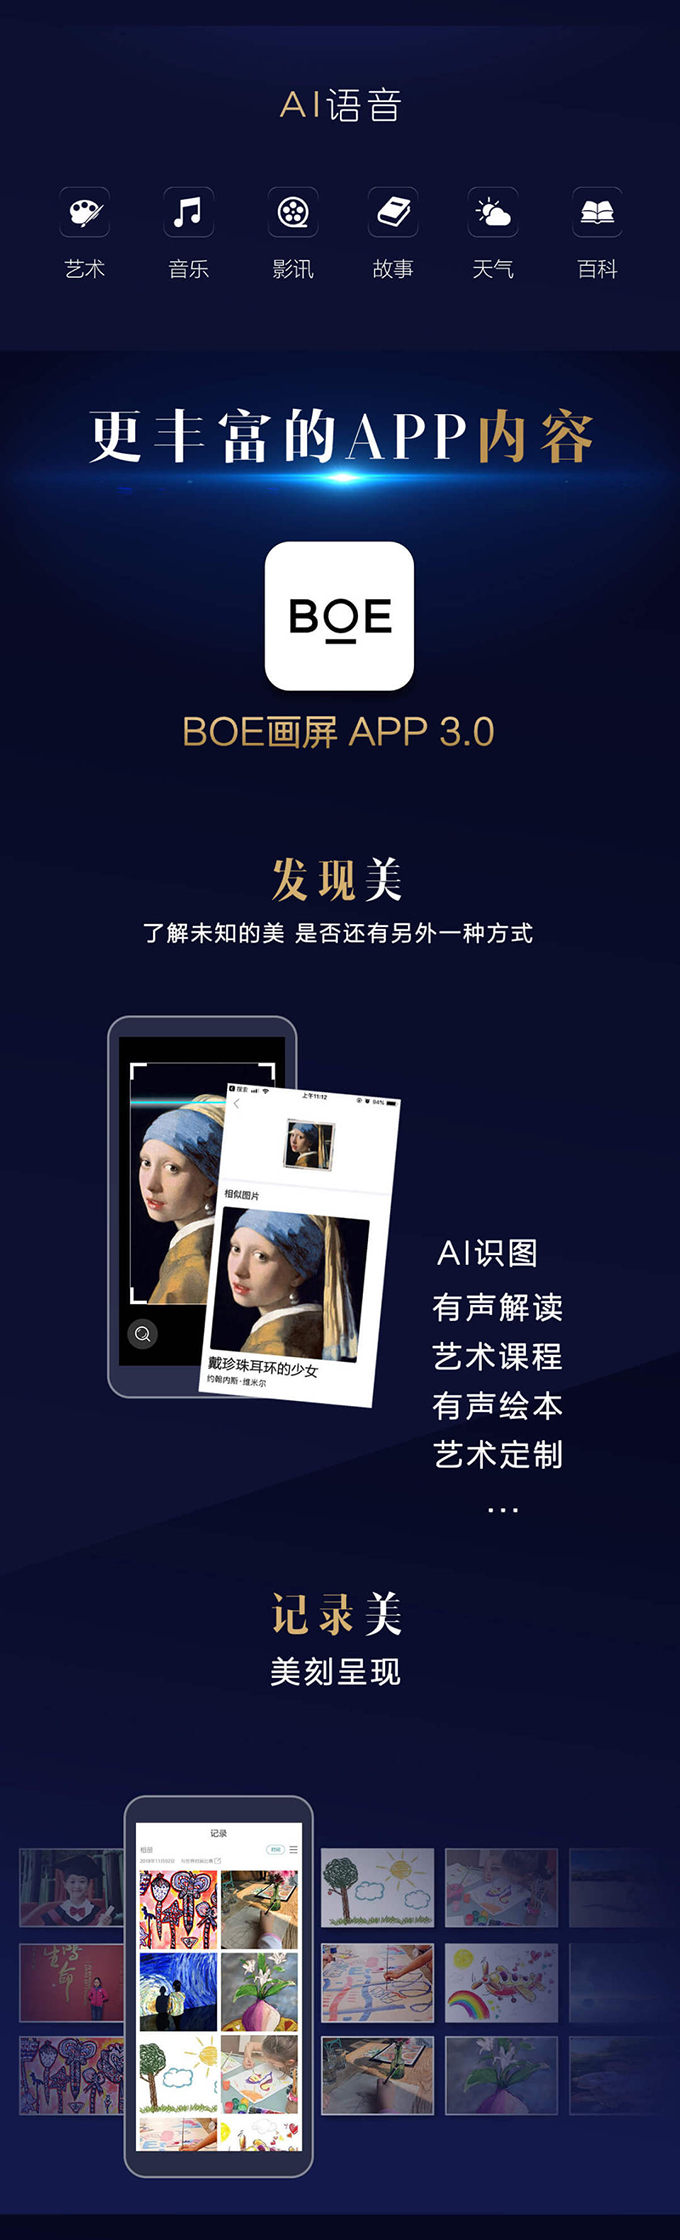 AI语音
艺术 音乐 影讯 故事 天气 百科
更丰富的APP内容
BOE
BOE画屏 APP 3.0
发现美
了解未知的美 是否还有另外一种方式
搜索 上午11:12 94%
相似图片
戴珍珠耳环的少女
约翰内斯·维米尔
AI识图
有声解读
艺术课程
有声绘本
艺术定制
...
记录美
美刻呈现
记录
相册